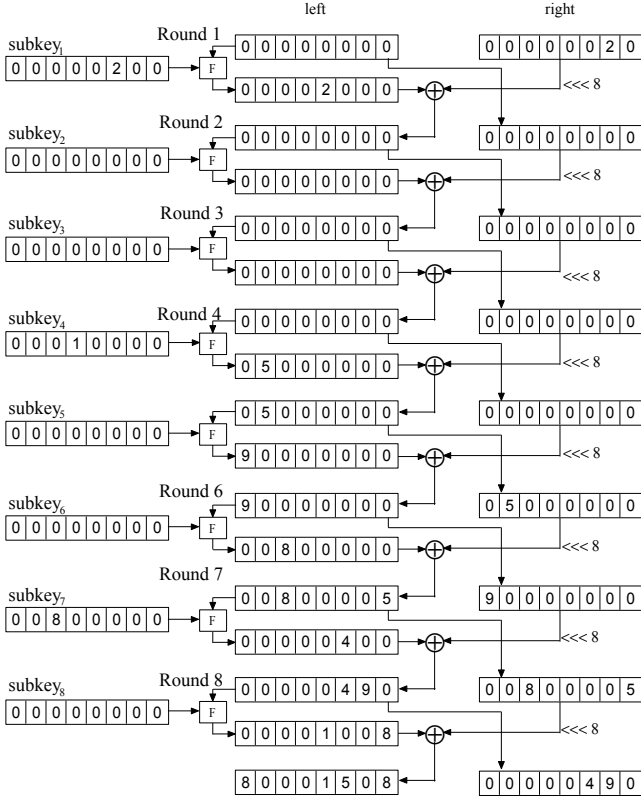 left right
Round 1
subkey1
0 0 0 0 0 0 0 0
0 0 0 0 0 0 2 0
0 0 0 0 0 2 0 0
F
0 0 0 0 2 0 0 0
<<< 8
Round 2
subkey2
0 0 0 0 0 0 0 0
0 0 0 0 0 0 0 0
0 0 0 0 0 0 0 0
F
0 0 0 0 0 0 0 0
<<< 8
Round 3
subkey3
0 0 0 0 0 0 0 0
0 0 0 0 0 0 0 0
0 0 0 0 0 0 0 0
F
0 0 0 0 0 0 0 0
<<< 8
Round 4
subkey4
0 0 0 0 0 0 0 0
0 0 0 0 0 0 0 0
0 0 0 1 0 0 0 0
F
0 5 0 0 0 0 0 0
<<< 8
subkey5
0 5 0 0 0 0 0 0
0 0 0 0 0 0 0 0
0 0 0 0 0 0 0 0
F
9 0 0 0 0 0 0 0
<<< 8
Round 6
subkey6
9 0 0 0 0 0 0 0
0 5 0 0 0 0 0 0
0 0 0 0 0 0 0 0
F
0 0 8 0 0 0 0 0
<<< 8
Round 7
subkey7
0 0 8 0 0 0 0 5
9 0 0 0 0 0 0 0
0 0 8 0 0 0 0 0
F
0 0 0 0 0 4 0 0
<<< 8
Round 8
subkey8
0 0 0 0 0 4 9 0
0 0 8 0 0 0 0 5
0 0 0 0 0 0 0 0
F
0 0 0 0 1 0 0 8
<<< 8
8 0 0 0 1 5 0 8
0 0 0 0 0 4 9 0